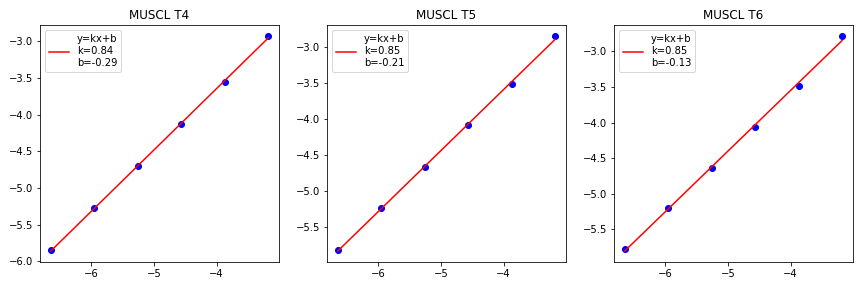 MUSCL T4
y=kx+b
k=0.84
b=-0.29
−3.0
−3.5
−4.0
−4.5
−5.0
−5.5
−6.0
−6
−5
−4
MUSCL T5
y=kx+b
k=0.85
b=-0.21
−3.0
−3.5
−4.0
−4.5
−5.0
−5.5
−6
−5
−4
MUSCL T6
y=kx+b
k=0.85
b=-0.13
−3.0
−3.5
−4.0
−4.5
−5.0
−5.5
−6
−5
−4